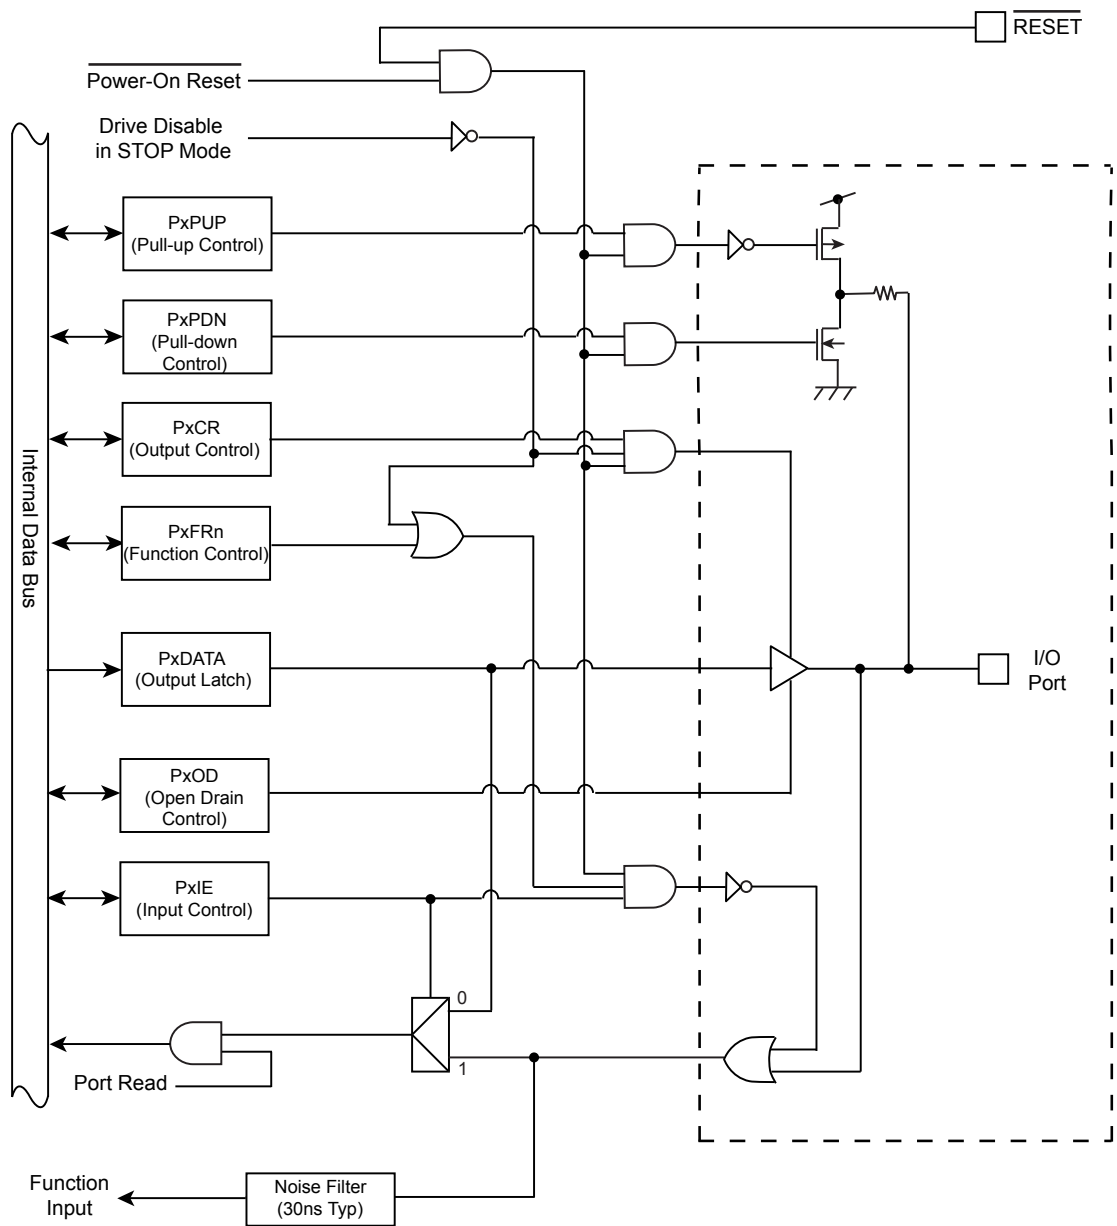 RESET
Power-On Reset
Drive Disable
in STOP Mode
PxPUP
(Pull-up Control)
PxPDN
(Pull-down
Control)
PxCR
(Output Control)
Internal Data Bus
PxFRn
(Function Control)
PxDATA
(Output Latch)
I/O
Port
PxOD
(Open Drain
Control)
PxIE
(Input Control)
0
1
Port Read
Function
Input
Noise Filter
(30ns Typ)